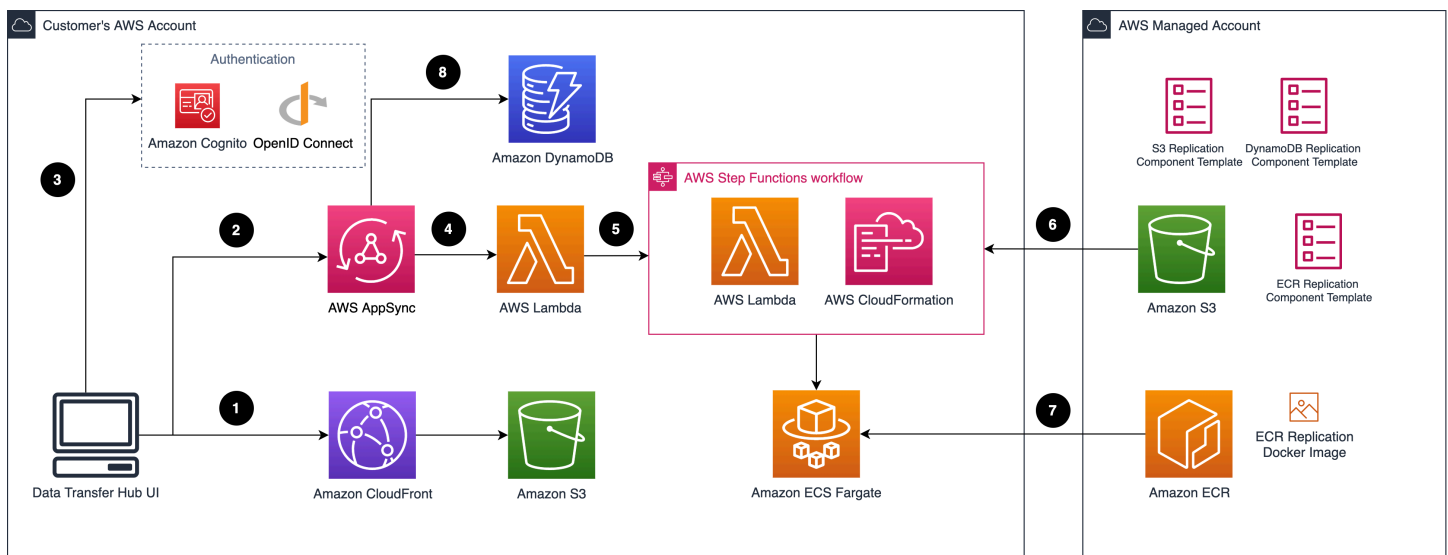 Customer's AWS Account
Authentication
Amazon Cognito
OpenID Connect
8
Amazon DynamoDB
3
2
AWS AppSync
4
AWS Lambda
5
AWS Step Functions workflow
AWS Lambda
AWS CloudFormation
1
Data Transfer Hub UI
Amazon CloudFront
Amazon S3
Amazon ECS Fargate
AWS Managed Account
S3 Replication
Component Template
DynamoDB Replication
Component Template
6
Amazon S3
ECR Replication
Component Template
7
Amazon ECR
ECR Replication
Docker Image